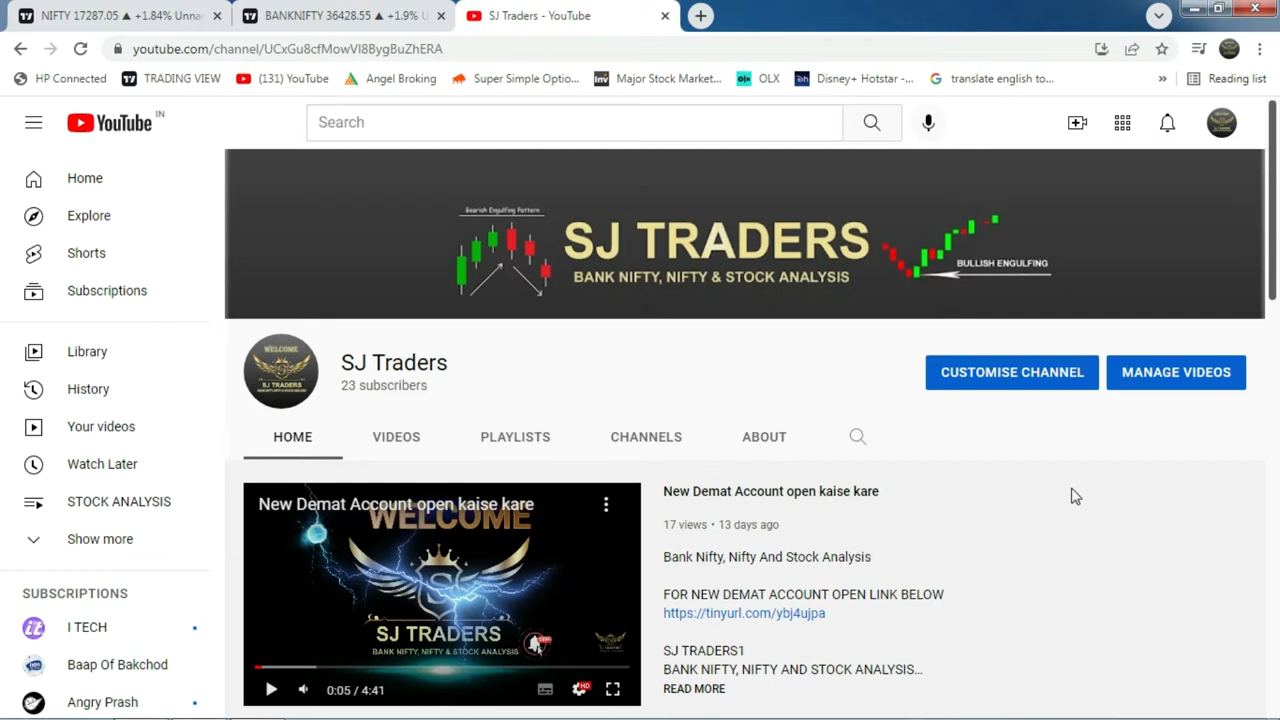 NIFTY 17287.05 ▲ +1.84% Unna
BANKNIFTY 36428.55 ▲ +1.9% U
SJ Traders - YouTube
youtube.com/channel/UCxGu8cfMowVI8BygBuZhERA
HP Connected
TRADING VIEW
(131) YouTube
Angel Broking
Super Simple Optio...
Major Stock Market...
OLX
Disney+ Hotstar -...
translate english to...
»
Reading list
YouTube IN
Search
Home
Explore
Shorts
Subscriptions
Library
History
Your videos
Watch Later
STOCK ANALYSIS
Show more
SUBSCRIPTIONS
I TECH
Baap Of Bakchod
Angry Prash
Bearish Engulfing Pattern
SJ TRADERS
BANK NIFTY, NIFTY & STOCK ANALYSIS
BULLISH ENGULFING
WELCOME
SJ TRADERS
SJ Traders
23 subscribers
CUSTOMISE CHANNEL
MANAGE VIDEOS
HOME
VIDEOS
PLAYLISTS
CHANNELS
ABOUT
New Demat Account open kaise kare
WELCOME
SJ TRADERS
BANK NIFTY, NIFTY & STOCK ANALYSIS
0:05 / 4:41
HD
New Demat Account open kaise kare
17 views • 13 days ago
Bank Nifty, Nifty And Stock Analysis
FOR NEW DEMAT ACCOUNT OPEN LINK BELOW
https://tinyurl.com/ybj4ujpa
SJ TRADERS1
BANK NIFTY, NIFTY AND STOCK ANALYSIS...
READ MORE